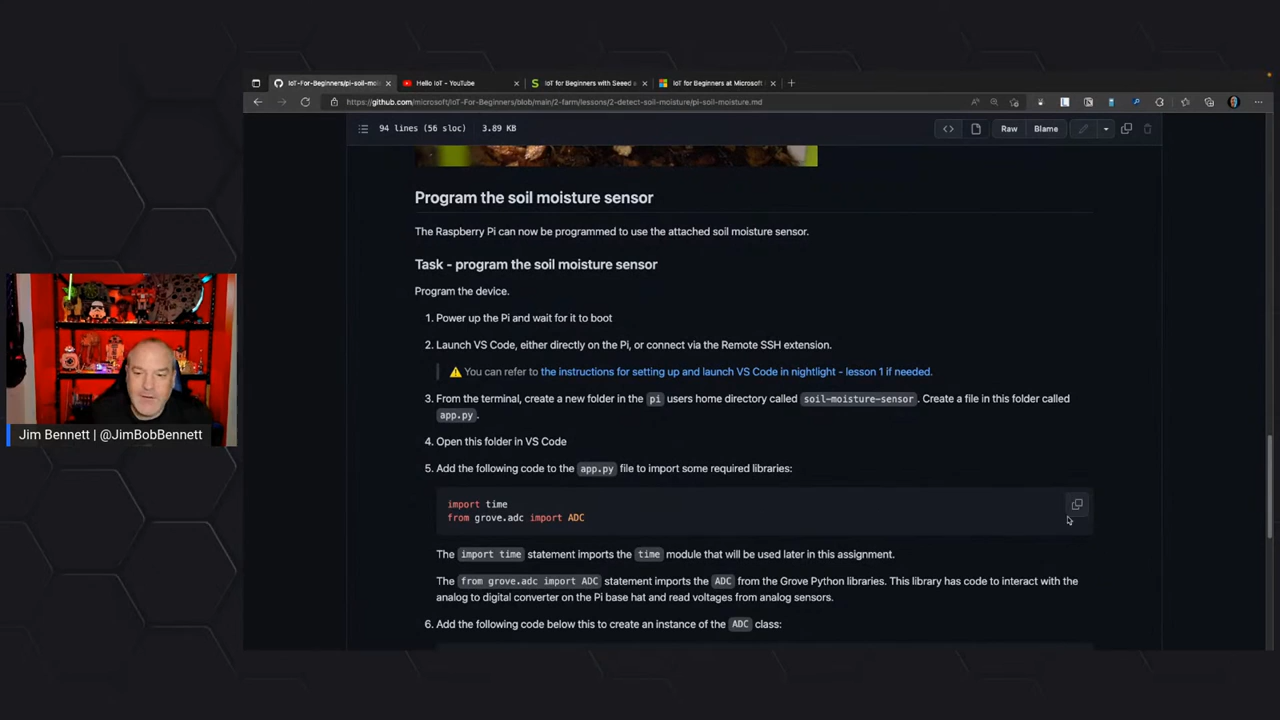 IoT-For-Beginners/pi-soil-mois
Hello IoT - YouTube
IoT for Beginners with Seeed a
IoT for Beginners at Microsoft
https://github.com/microsoft/IoT-For-Beginners/blob/main/2-farm/lessons/2-detect-soil-moisture/pi-soil-moisture.md
94 lines (56 sloc) 3.89 KB
Raw Blame
Program the soil moisture sensor
The Raspberry Pi can now be programmed to use the attached soil moisture sensor.
Task - program the soil moisture sensor
Program the device.
1. Power up the Pi and wait for it to boot
2. Launch VS Code, either directly on the Pi, or connect via the Remote SSH extension.
You can refer to the instructions for setting up and launch VS Code in nightlight - lesson 1 if needed.
3. From the terminal, create a new folder in the pi users home directory called soil-moisture-sensor. Create a file in this folder called
app.py.
4. Open this folder in VS Code
5. Add the following code to the app.py file to import some required libraries:
import time
from grove.adc import ADC
The import time statement imports the time module that will be used later in this assignment.
The from grove.adc import ADC statement imports the ADC from the Grove Python libraries. This library has code to interact with the
analog to digital converter on the Pi base hat and read voltages from analog sensors.
6. Add the following code below this to create an instance of the ADC class:
Jim Bennett | @JimBobBennett